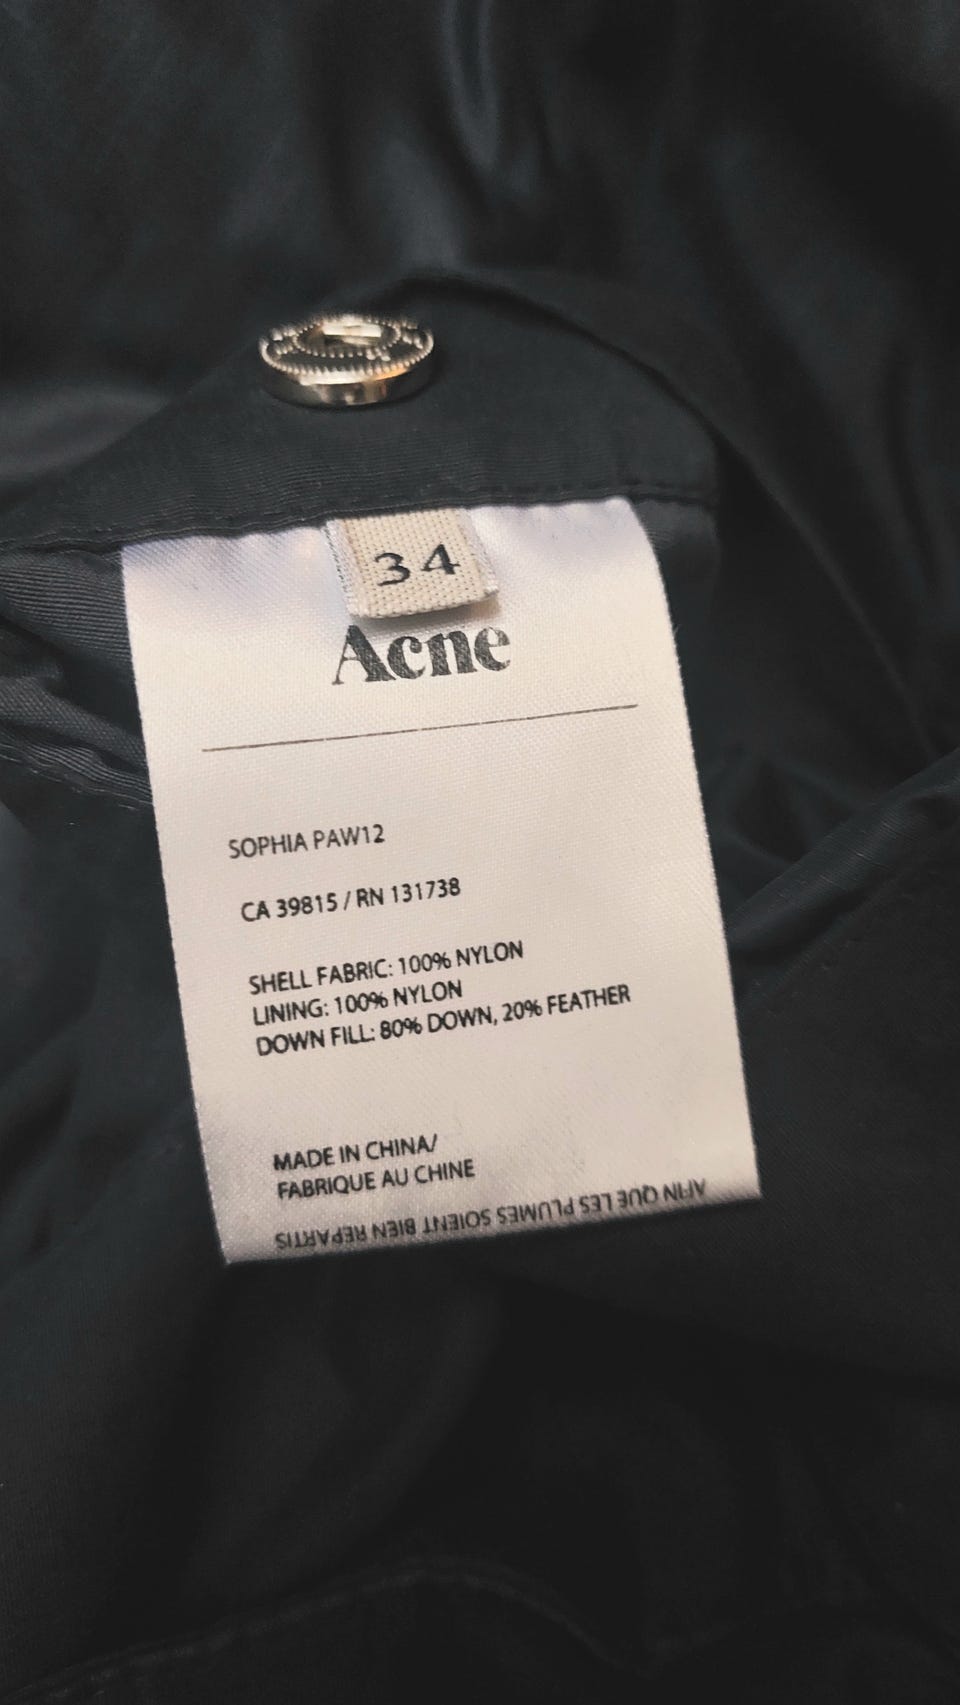 34
Acne
SOPHIA PAW12
CA 39815 / RN 131738
SHELL FABRIC: 100% NYLON
LINING: 100% NYLON
DOWN FILL: 80% DOWN, 20% FEATHER
MADE IN CHINA/
FABRIQUE AU CHINE
AFIN QUE LES PLUMES SOIENT BIEN REPARTIS